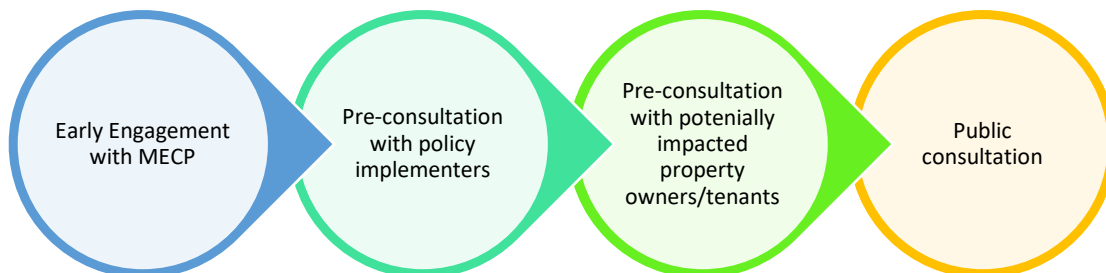 Early Engagement
with MECP
Pre-consultation
with policy
implementers
Pre-consultation
with potenially
impacted
property
owners/tenants
Public
consultation